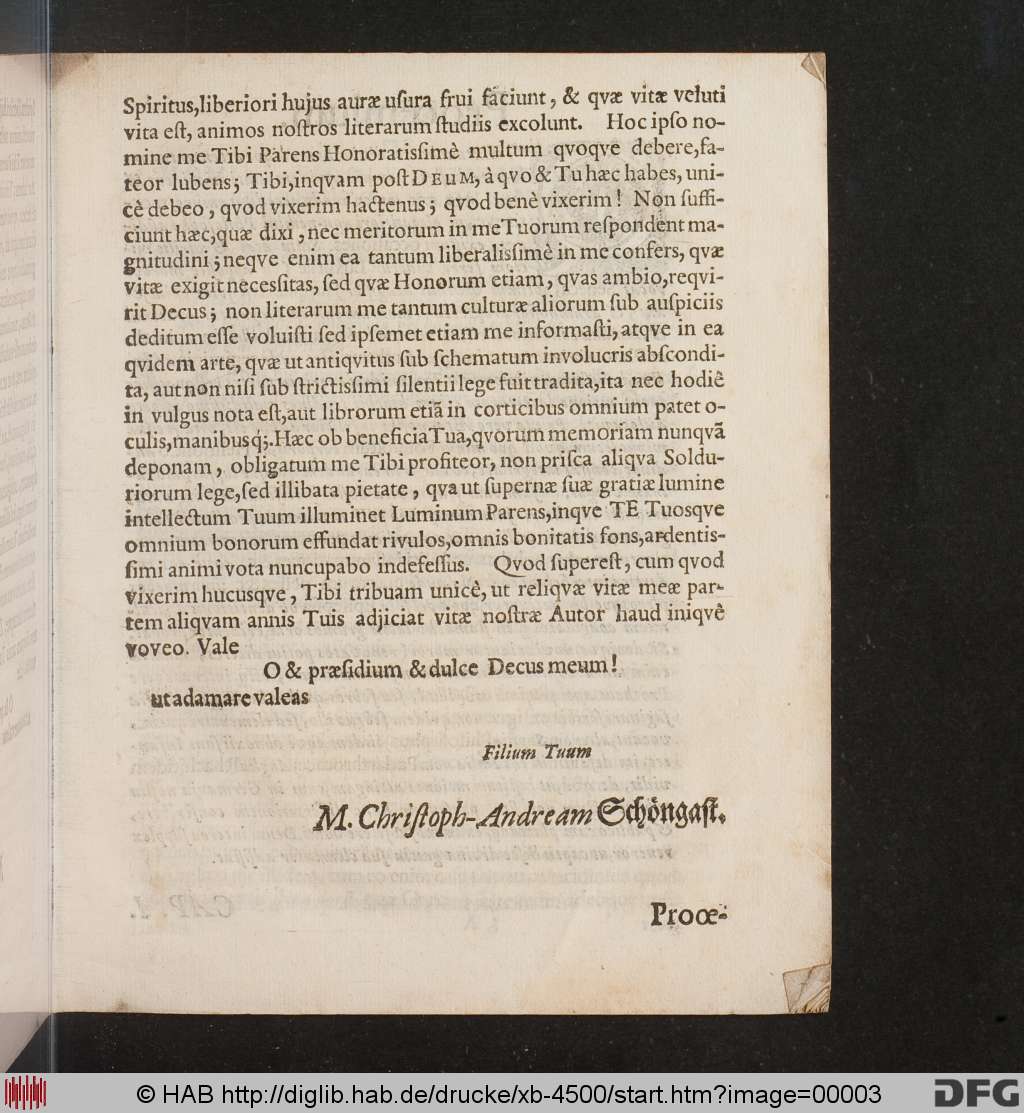 Spiritus,liberiori hujus auræ uſura frui faciunt, & qvæ vitæ veluti
vita eſt, animos noſtros literarum ſtudiis excolunt. Hoc ipſo no-
mine me Tibi Parens Honoratiſſimè multum qvoqve debere,fa-
teor lubens; Tibi,inqvam poſt DEUM, à qvo & Tu hæc habes, uni-
cè debeo, qvod vixerim hactenus; qvod benè vixerim! Non ſuffi-
ciunt hæc,quæ dixi, nec meritorum in me Tuorum reſpondent ma-
gnitudini; neqve enim ea tantum liberaliſſimè in me confers, qvæ
vitæ exigit neceſſitas, ſed qvæ Honorum etiam, qvas ambio,reqvi-
rit Decus; non literarum me tantum culturæ aliorum ſub auſpiciis
deditum eſſe voluiſti ſed ipſemet etiam me informaſti, atqve in ea
qvidem arte, qvæ ut antiqvitus ſub ſchematum involucris abſcondi-
ta, aut non niſi ſub ſtrictiſſimi ſilentii lege fuit tradita,ita nec hodiê
in vulgus nota eſt,aut librorum etiã in corticibus omnium patet o-
culis,manibusq́;.Hæc ob beneficia Tua,qvorum memoriam nunqvã
deponam, obligatum me Tibi profiteor, non priſca aliqva Soldu-
riorum lege,ſed illibata pietate, qva ut ſupernæ ſuæ gratiæ lumine
intellectum Tuum illuminet Luminum Parens,inqve TE Tuosqve
omnium bonorum effundat rivulos,omnis bonitatis fons,ardentis-
ſimi animi vota nuncupabo indefeſſus. Qvod ſupereſt, cum qvod
vixerim hucusqve, Tibi tribuam unicê, ut reliqvæ vitæ meæ par-
tem aliqvam annis Tuis adjiciat vitæ noſtræ Autor haud iniqvê
voveo. Vale
O & præſidium & dulce Decus meum!
ut adamare valeas
Filium Tuum
M. Chriſtoph-Andream Schöngaſt.
Prooe-
© HAB http://diglib.hab.de/drucke/xb-4500/start.htm?image=00003
DFG